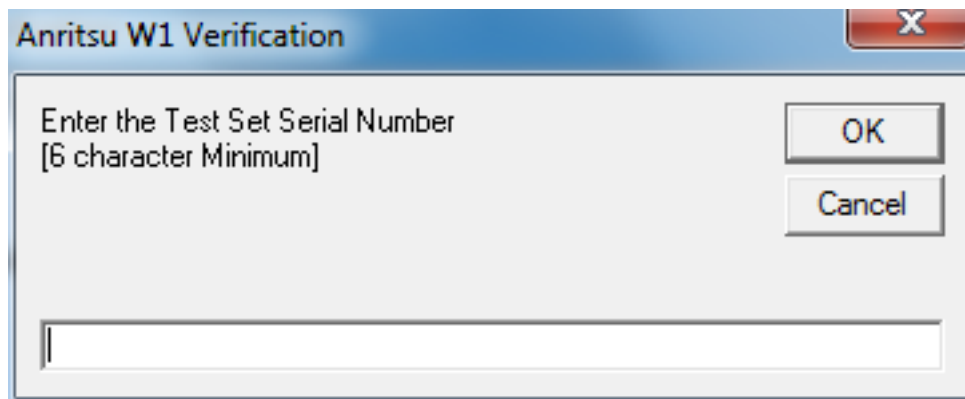 Anritsu W1 Verification
Enter the Test Set Serial Number
[6 character Minimum]
OK
Cancel